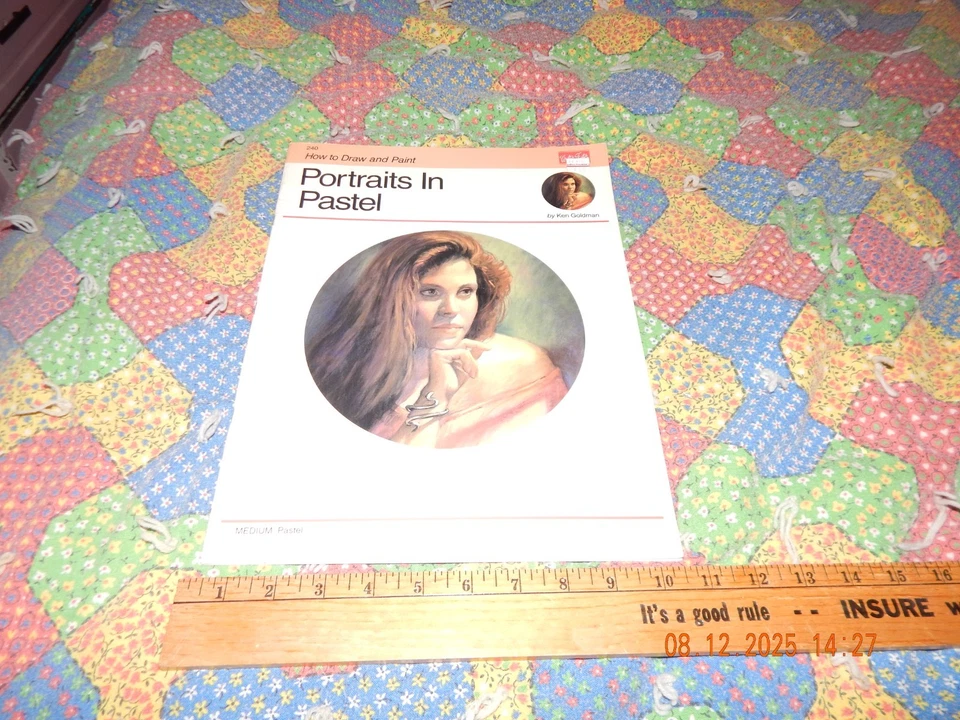 240
How to Draw and Paint
Portraits In
Pastel
by Ken Goldman
MEDIUM: Pastel
1 2 3 4 5 6 7 8 9 10 11 12 13 14 15 16
It's a good rule -- INSURE w
08.12.2025 14:27